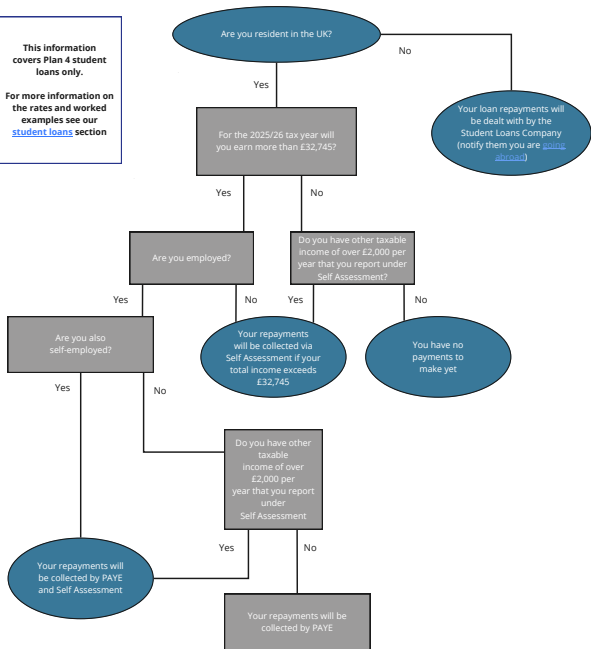 This information
covers Plan 4 student
loans only.
For more information on
the rates and worked
examples see our
student loans section
Are you resident in the UK?
No
Yes
Your loan repayments will
be dealt with by the
Student Loans Company
(notify them you are going
abroad)
For the 2025/26 tax year will
you earn more than £32,745?
Yes
No
Are you employed?
Do you have other taxable
income of over £2,000 per
year that you report under
Self Assessment?
Yes
No
Yes
No
Are you also
self-employed?
Your repayments
will be collected via
Self Assessment if your
total income exceeds
£32,745
You have no
payments to
make yet
Yes
No
Do you have other
taxable
income of over
£2,000 per
year that you report
under
Self Assessment
Yes
No
Your repayments will
be collected by PAYE
and Self Assessment
Your repayments will be
collected by PAYE